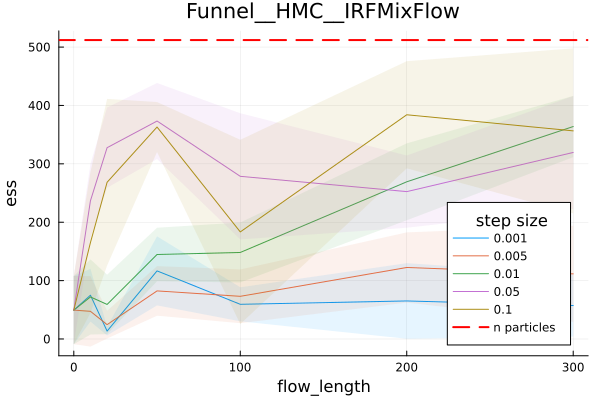 Funnel__HMC__IRFMixFlow
500
400
300
200
100
0
ess
step size
0.001
0.005
0.01
0.05
0.1
n particles
0 100 200 300
flow_length